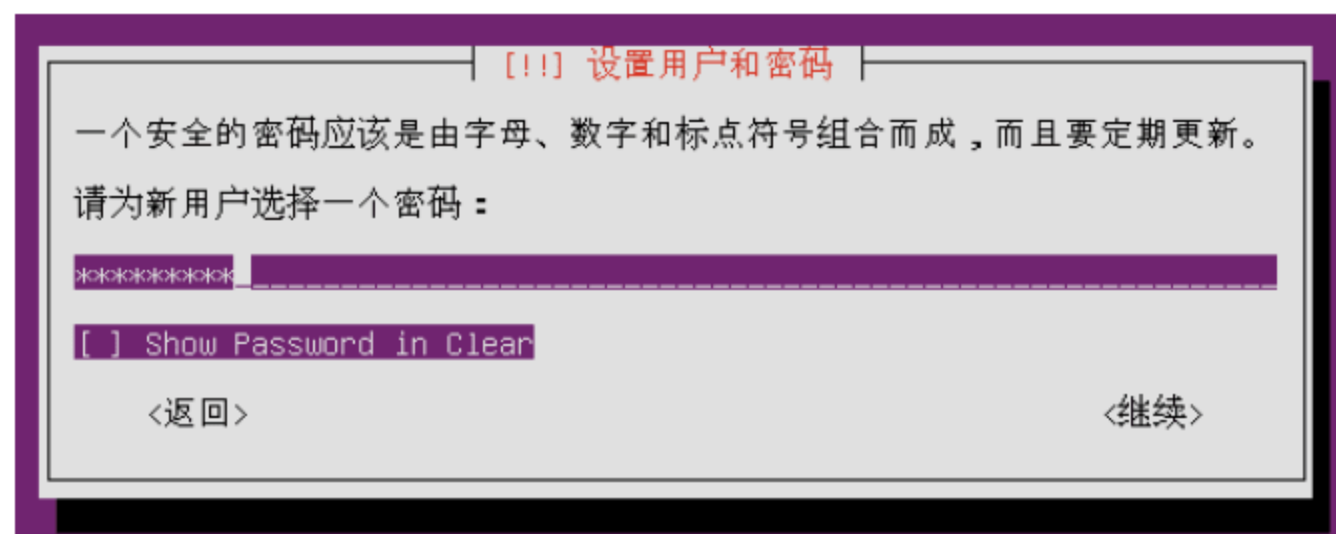 [!!] 设置用户和密码
一个安全的密码应该是由字母、数字和标点符号组合而成，而且要定期更新。
请为新用户选择一个密码：
*********
[ ] Show Password in Clear
<返回> <继续>